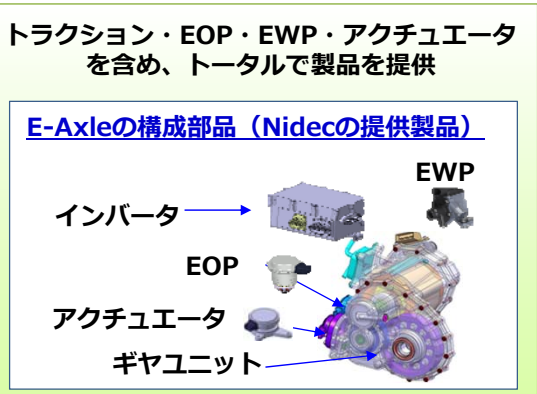 トラクション・EOP・EWP・アクチュエータ
を含め、トータルで製品を提供
E-Axleの構成部品（Nidecの提供製品）
EWP
インバータ
EOP
アクチュエータ
ギヤユニット